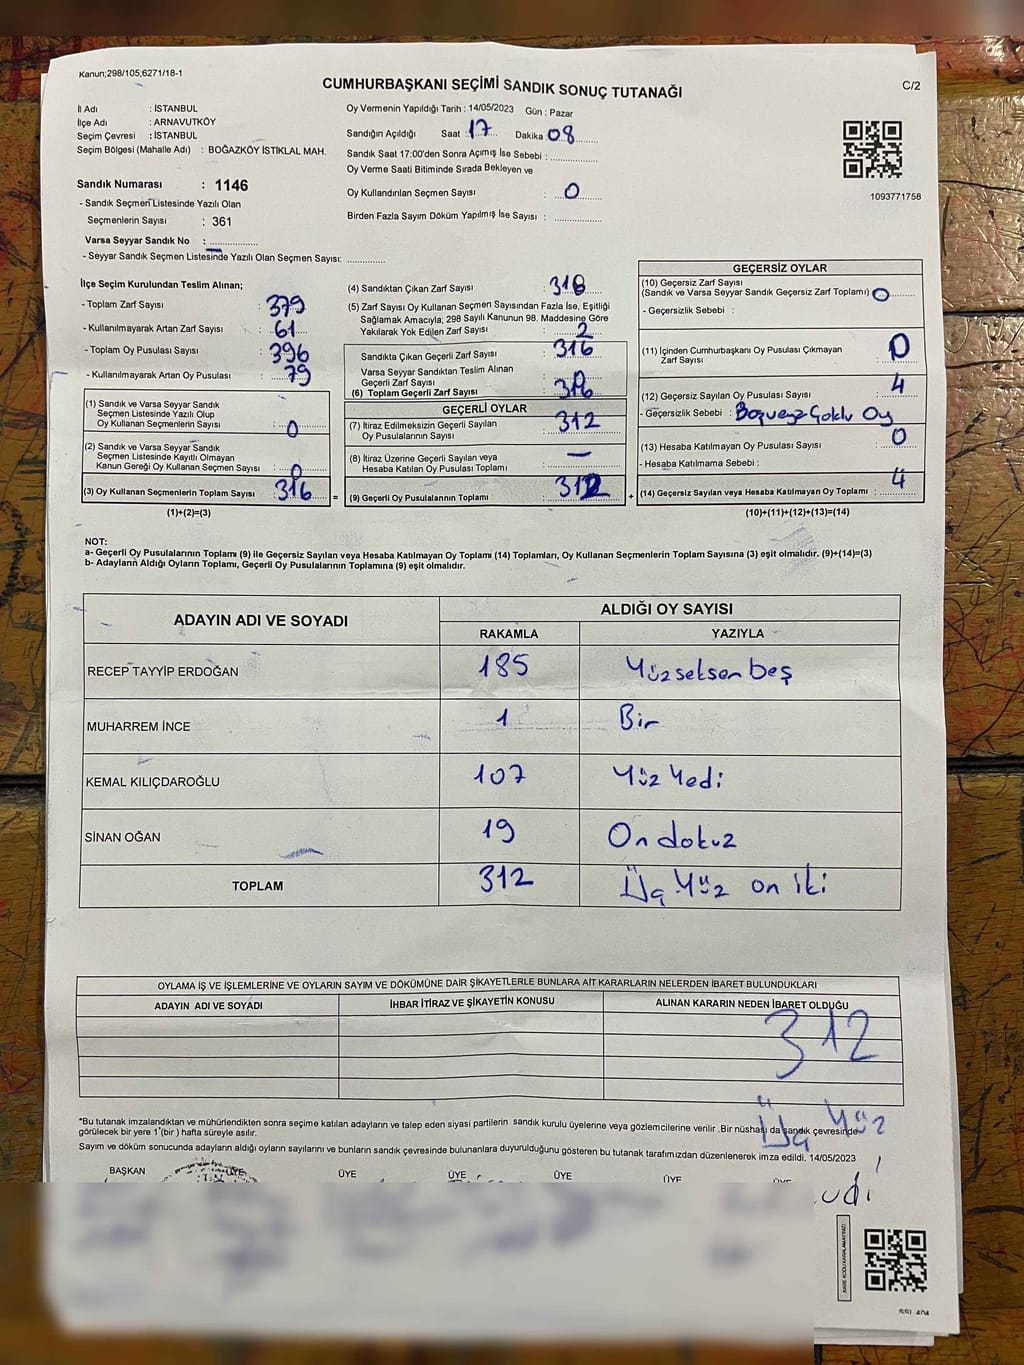 Kanun;298/105,6271/18-1
CUMHURBAŞKANI SEÇİMİ SANDIK SONUÇ TUTANAĞI
C/2
İl Adı : İSTANBUL
İlçe Adı : ARNAVUTKÖY
Seçim Çevresi : İSTANBUL
Seçim Bölgesi (Mahalle Adı) : BOĞAZKÖY İSTİKLAL MAH.
Sandık Numarası : 1146
- Sandık Seçmen Listesinde Yazılı Olan
Seçmenlerin Sayısı : 361
Varsa Seyyar Sandık No :
- Seyyar Sandık Seçmen Listesinde Yazılı Olan Seçmen Sayısı:
Oy Vermenin Yapıldığı Tarih : 14/05/2023 Gün : Pazar
Sandığın Açıldığı Saat : 17 Dakika 08
Sandık Saat 17:00'den Sonra Açımış İse Sebebi :
Oy Verme Saati Bitiminde Sırada Bekleyen ve
Oy Kullandırılan Seçmen Sayısı : 0
Birden Fazla Sayım Döküm Yapılmış İse Sayısı :
1093771758
İlçe Seçim Kurulundan Teslim Alınan;
- Toplam Zarf Sayısı : 379
- Kullanılmayarak Artan Zarf Sayısı : 61
- Toplam Oy Pusulası Sayısı : 396
- Kullanılmayarak Artan Oy Pusulası : 79
(1) Sandık ve Varsa Seyyar Sandık
Seçmen Listesinde Yazılı Olup
Oy Kullanan Seçmenlerin Sayısı : 0
(2) Sandık ve Varsa Seyyar Sandık
Seçmen Listesinde Kayıtlı Olmayan
Kanun Gereği Oy Kullanan Seçmen Sayısı : 0
(3) Oy Kullanan Seçmenlerin Toplam Sayısı : 316 =
(1)+(2)=(3)
(4) Sandıktan Çıkan Zarf Sayısı : 318
(5) Zarf Sayısı Oy Kullanan Seçmen Sayısından Fazla İse, Eşitliği
Sağlamak Amacıyla; 298 Sayılı Kanunun 98. Maddesine Göre
Yakılarak Yok Edilen Zarf Sayısı : 2
Sandıkta Çıkan Geçerli Zarf Sayısı : 316
Varsa Seyyar Sandıktan Teslim Alınan
Geçerli Zarf Sayısı :
(6) Toplam Geçerli Zarf Sayısı : 316
GEÇERLİ OYLAR
(7) İtiraz Edilmeksizin Geçerli Sayılan
Oy Pusulalarının Sayısı : 312
(8) İtiraz Üzerine Geçerli Sayılan veya
Hesaba Katılan Oy Pusulası Toplamı : —
(9) Geçerli Oy Pusulalarının Toplamı : 312 +
GEÇERSİZ OYLAR
(10) Geçersiz Zarf Sayısı
(Sandık ve Varsa Seyyar Sandık Geçersiz Zarf Toplamı) : 0
- Geçersizlik Sebebi :
(11) İçinden Cumhurbaşkanı Oy Pusulası Çıkmayan
Zarf Sayısı : 0
(12) Geçersiz Sayılan Oy Pusulası Sayısı : 4
- Geçersizlik Sebebi : Boş veya Çoklu Oy
(13) Hesaba Katılmayan Oy Pusulası Sayısı : 0
- Hesaba Katılmama Sebebi :
(14) Geçersiz Sayılan veya Hesaba Katılmayan Oy Toplamı : 4
(10)+(11)+(12)+(13)=(14)
NOT:
a- Geçerli Oy Pusulalarının Toplamı (9) ile Geçersiz Sayılan veya Hesaba Katılmayan Oy Toplamı (14) Toplamları, Oy Kullanan Seçmenlerin Toplam Sayısına (3) eşit olmalıdır. (9)+(14)=(3)
b- Adayların Aldığı Oyların Toplamı, Geçerli Oy Pusulalarının Toplamına (9) eşit olmalıdır.
ADAYIN ADI VE SOYADI ALDIĞI OY SAYISI
RAKAMLA YAZIYLA
RECEP TAYYİP ERDOĞAN 185 Yüzseksen beş
MUHARREM İNCE 1 Bir
KEMAL KILIÇDAROĞLU 107 Yüz Yedi
SİNAN OĞAN 19 On dokuz
TOPLAM 312 Üç Yüz on iki
OYLAMA İŞ VE İŞLEMLERİNE VE OYLARIN SAYIM VE DÖKÜMÜNE DAİR ŞİKAYETLERLE BUNLARA AİT KARARLARIN NELERDEN İBARET BULUNDUKLARI
ADAYIN ADI VE SOYADI İHBAR İTİRAZ VE ŞİKAYETİN KONUSU ALINAN KARARIN NEDEN İBARET OLDUĞU
312
*Bu tutanak imzalandıktan ve mühürlendikten sonra seçime katılan adayların ve talep eden siyasi partilerin sandık kurulu üyelerine veya gözlemcilerine verilir .Bir nüshası da sandık çevresinde
görülecek bir yere 1 (bir ) hafta süreyle asılır.
Üç Yüz
Sayım ve döküm sonucunda adayların aldığı oyların sayılarını ve bunların sandık çevresinde bulunanlara duyurulduğunu gösteren bu tutanak tarafımızdan düzenlenerek imza edildi. 14/05/2023
BAŞKAN ÜYE ÜYE ÜYE ÜYE ÜYE